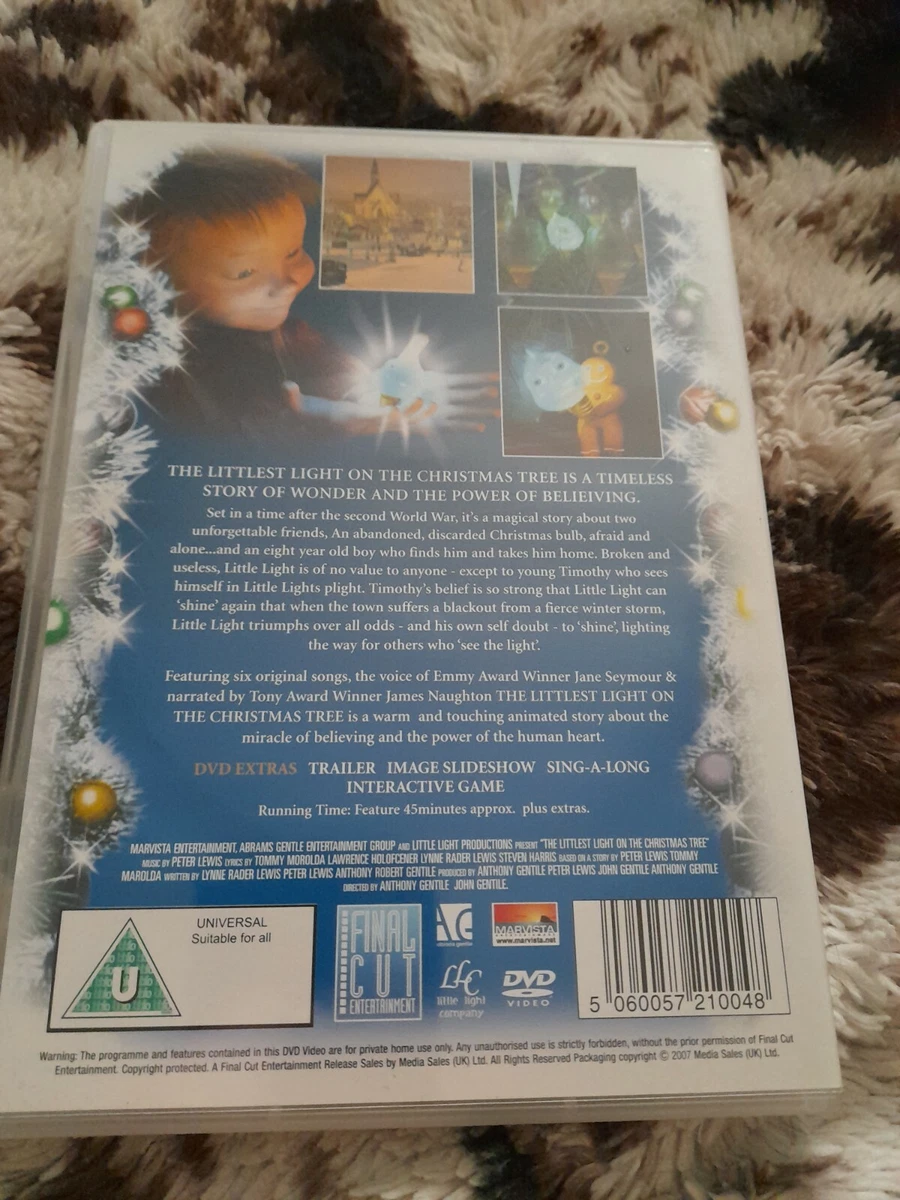 THE LITTLEST LIGHT ON THE CHRISTMAS TREE IS A TIMELESS
STORY OF WONDER AND THE POWER OF BELIEIVING.
Set in a time after the second World War, it's a magical story about two
unforgettable friends, An abandoned, discarded Christmas bulb, afraid and
alone...and an eight year old boy who finds him and takes him home. Broken and
useless, Little Light is of no value to anyone - except to young Timothy who sees
himself in Little Lights plight. Timothy's belief is so strong that Little Light can
'shine' again that when the town suffers a blackout from a fierce winter storm,
Little Light triumphs over all odds - and his own self doubt - to 'shine', lighting
the way for others who 'see the light'.
Featuring six original songs, the voice of Emmy Award Winner Jane Seymour &
narrated by Tony Award Winner James Naughton THE LITTLEST LIGHT ON
THE CHRISTMAS TREE is a warm and touching animated story about the
miracle of believing and the power of the human heart.
DVD EXTRAS TRAILER IMAGE SLIDESHOW SING-A-LONG
INTERACTIVE GAME
Running Time: Feature 45minutes approx. plus extras.
MARVISTA ENTERTAINMENT, ABRAMS GENTLE ENTERTAINMENT GROUP AND LITTLE LIGHT PRODUCTIONS PRESENT "THE LITTLEST LIGHT ON THE CHRISTMAS TREE"
MUSIC BY PETER LEWIS LYRICS BY TOMMY MOROLDA LAWRENCE HOLOFCENER LYNNE RADER LEWIS STEVEN HARRIS BASED ON A STORY BY PETER LEWIS TOMMY
MAROLDA WRITTEN BY LYNNE RADER LEWIS PETER LEWIS ANTHONY ROBERT GENTILE PRODUCED BY ANTHONY GENTILE PETER LEWIS JOHN GENTILE ANTHONY GENTILE
DIRECTED BY ANTHONY GENTILE JOHN GENTILE.
UNIVERSAL
Suitable for all
U
FINAL
CUT
ENTERTAINMENT
AG
MARVISTA
ENTERTAINMENT
www.marvista.net
LLC
little light
company
DVD
VIDEO
5 060057 210048
Warning: The programme and features contained in this DVD Video are for private home use only. Any unauthorised use is strictly forbidden, without the prior permission of Final Cut
Entertainment. Copyright protected. A Final Cut Entertainment Release Sales by Media Sales (UK) Ltd. All Rights Reserved Packaging copyright © 2007 Media Sales (UK) Ltd.